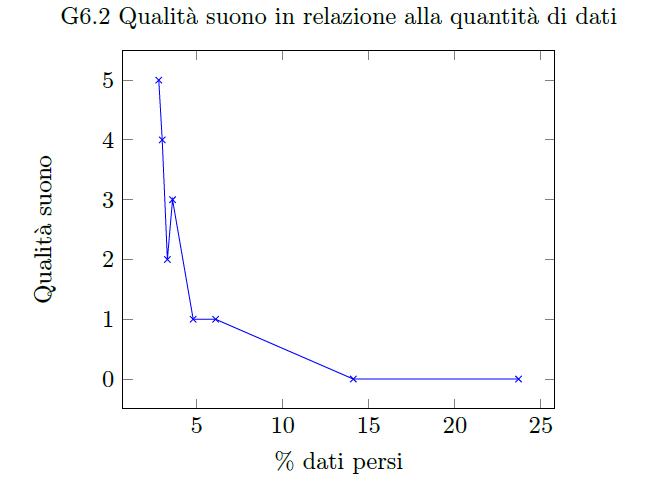 G6.2 Qualità suono in relazione alla quantità di dati
5
4
3
2
1
0
Qualità suono
5 10 15 20 25
% dati persi